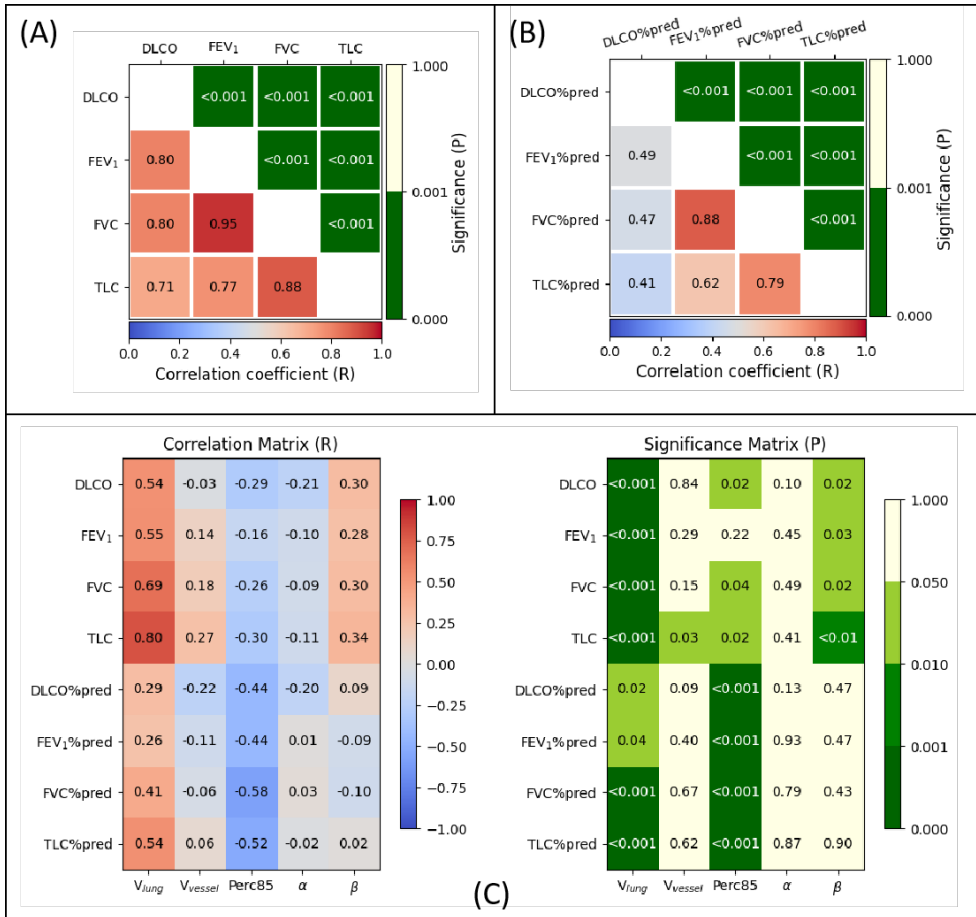 (A)
DLCO FEV₁ FVC TLC
DLCO <0.001 <0.001 <0.001
FEV₁ 0.80 <0.001 <0.001
FVC 0.80 0.95 <0.001
TLC 0.71 0.77 0.88
1.000
0.001
0.000
Significance (P)
0.0 0.2 0.4 0.6 0.8 1.0
Correlation coefficient (R)
(B)
DLCO%pred FEV₁%pred FVC%pred TLC%pred
DLCO%pred <0.001 <0.001 <0.001
FEV₁%pred 0.49 <0.001 <0.001
FVC%pred 0.47 0.88 <0.001
TLC%pred 0.41 0.62 0.79
1.000
0.001
0.000
Significance (P)
0.0 0.2 0.4 0.6 0.8 1.0
Correlation coefficient (R)
Correlation Matrix (R)
DLCO 0.54 -0.03 -0.29 -0.21 0.30
FEV₁ 0.55 0.14 -0.16 -0.10 0.28
FVC 0.69 0.18 -0.26 -0.09 0.30
TLC 0.80 0.27 -0.30 -0.11 0.34
DLCO%pred 0.29 -0.22 -0.44 -0.20 0.09
FEV₁%pred 0.26 -0.11 -0.44 0.01 -0.09
FVC%pred 0.41 -0.06 -0.58 0.03 -0.10
TLC%pred 0.54 0.06 -0.52 -0.02 0.02
V_lung V_vessel Perc85 α β
1.00
0.75
0.50
0.25
0.00
−0.25
−0.50
−0.75
−1.00
Significance Matrix (P)
DLCO <0.001 0.84 0.02 0.10 0.02
FEV₁ <0.001 0.29 0.22 0.45 0.03
FVC <0.001 0.15 0.04 0.49 0.02
TLC <0.001 0.03 0.02 0.41 <0.01
DLCO%pred 0.02 0.09 <0.001 0.13 0.47
FEV₁%pred 0.04 0.40 <0.001 0.93 0.47
FVC%pred <0.001 0.67 <0.001 0.79 0.43
TLC%pred <0.001 0.62 <0.001 0.87 0.90
V_lung V_vessel Perc85 α β
1.000
0.050
0.010
0.001
0.000
(C)